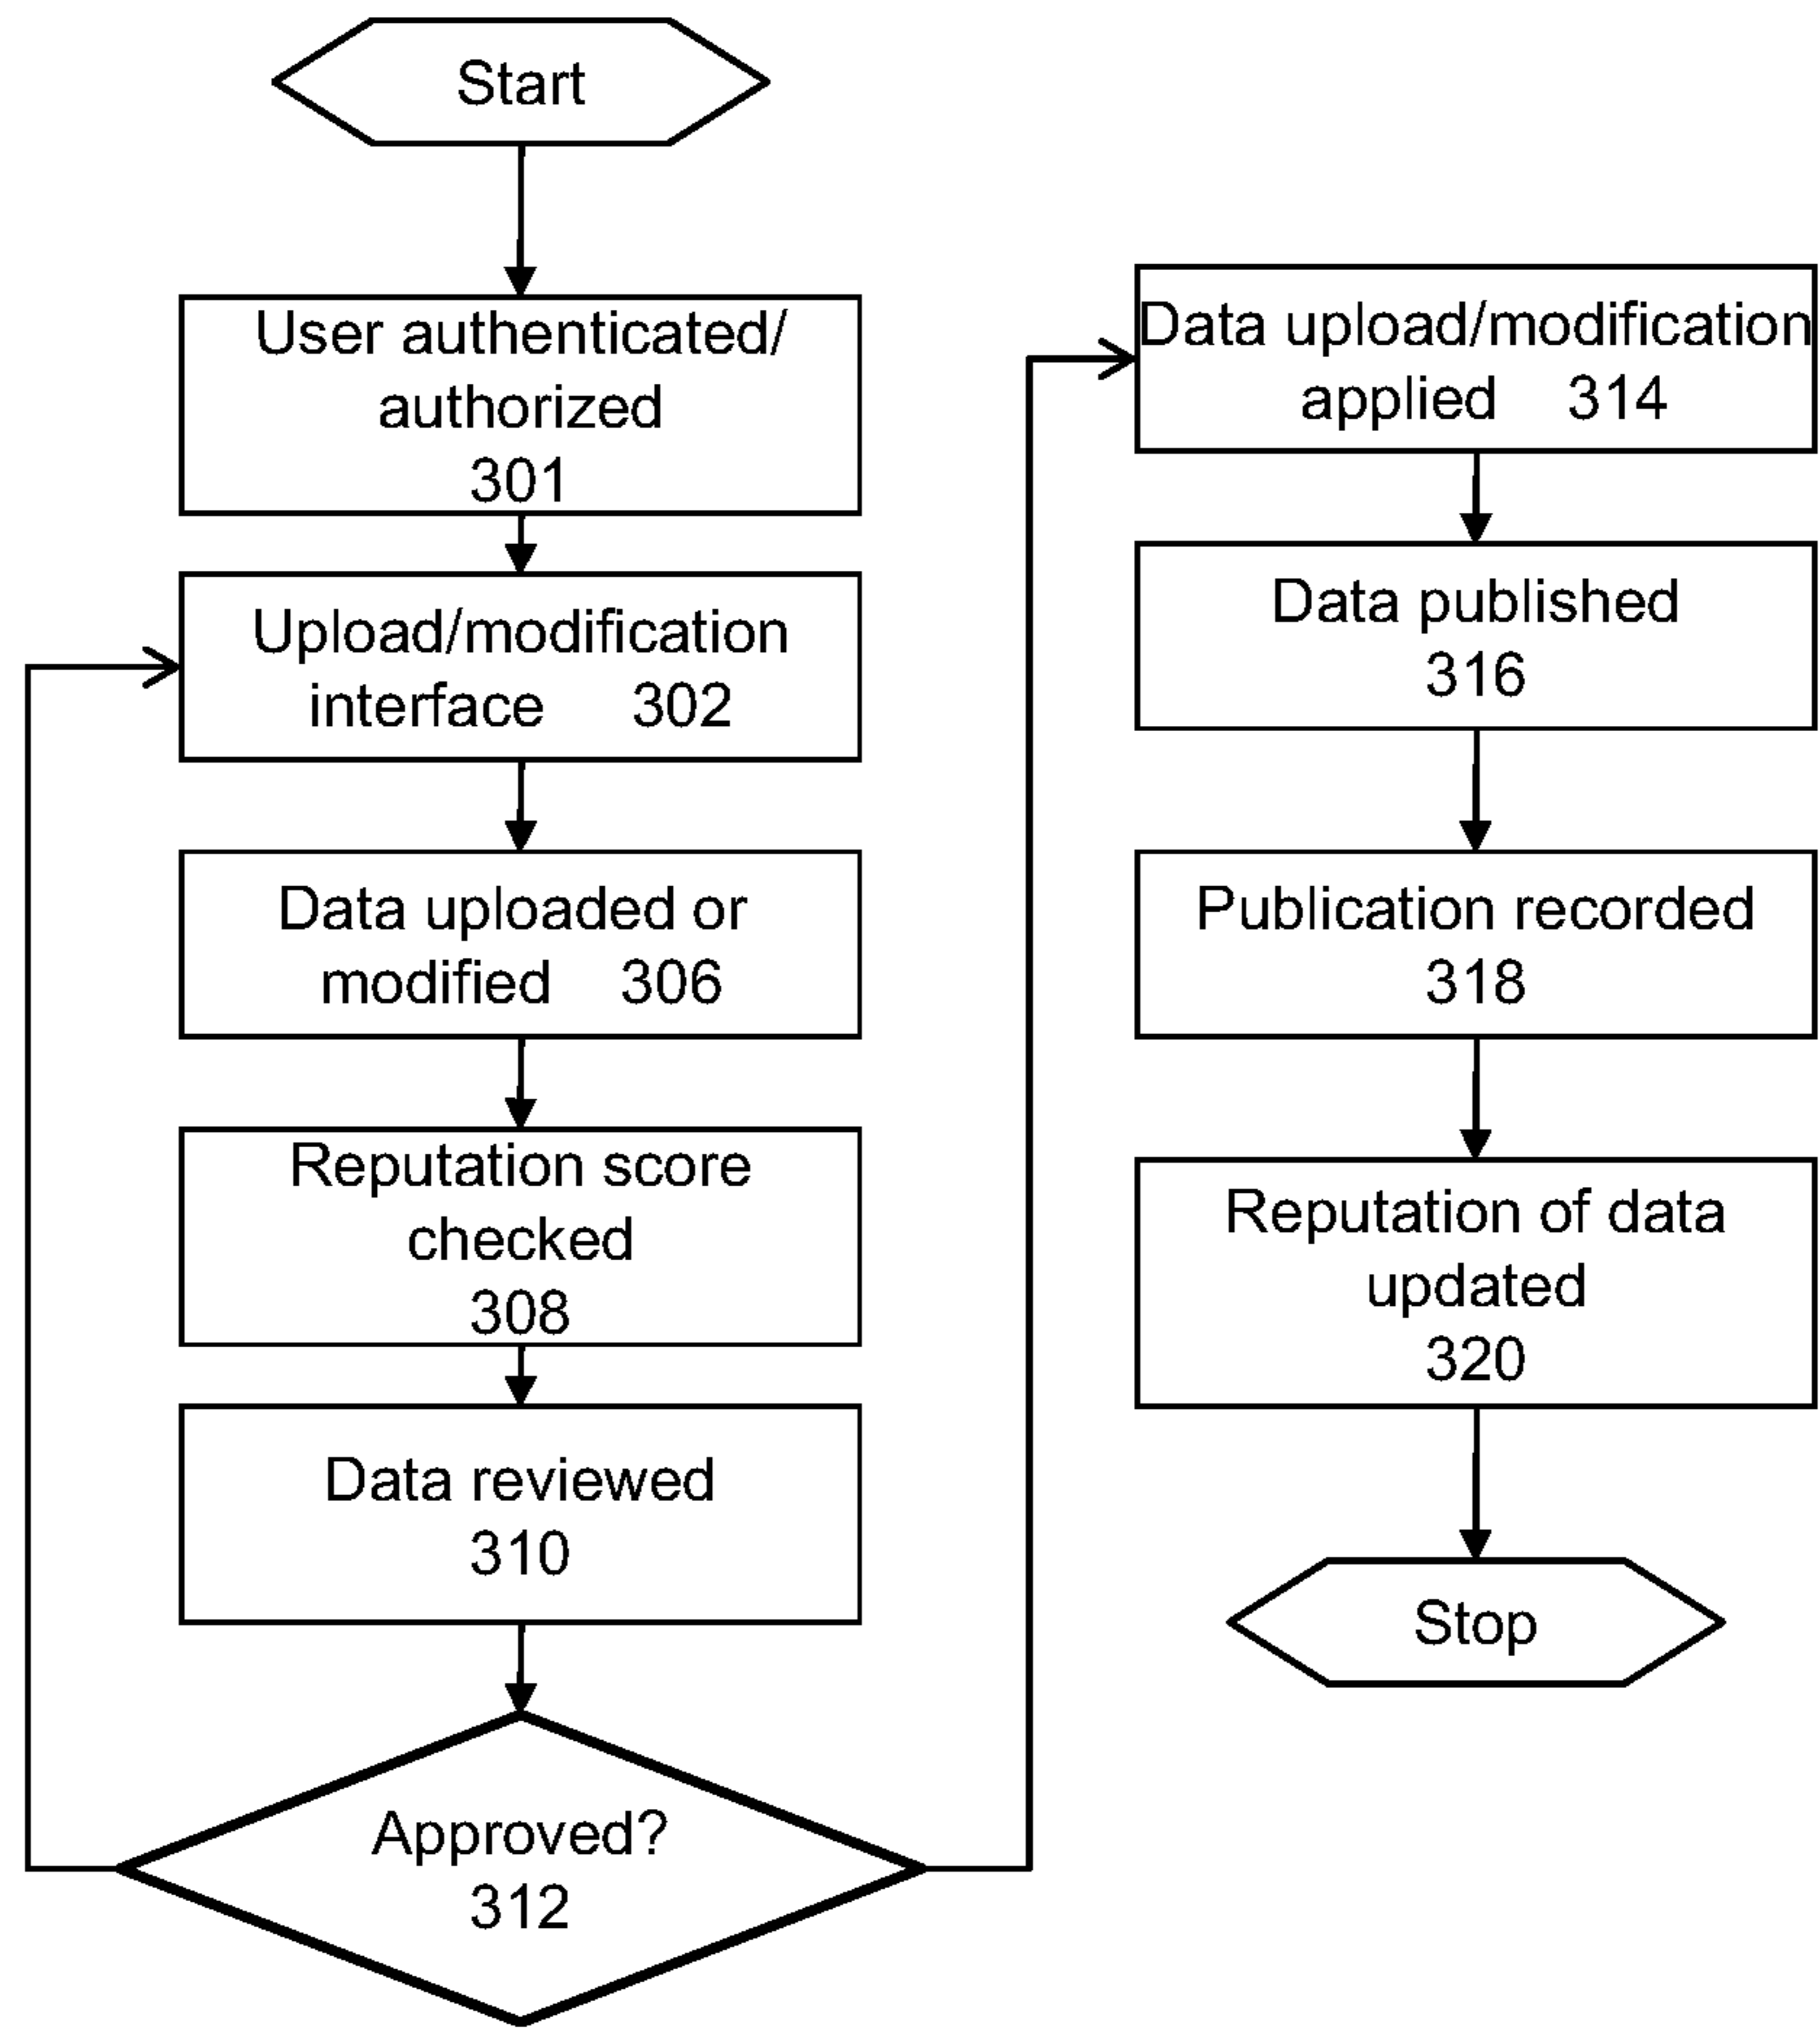 Start
User authenticated/
authorized
301
Upload/modification
interface 302
Data uploaded or
modified 306
Reputation score
checked
308
Data reviewed
310
Approved?
312
Data upload/modification
applied 314
Data published
316
Publication recorded
318
Reputation of data
updated
320
Stop